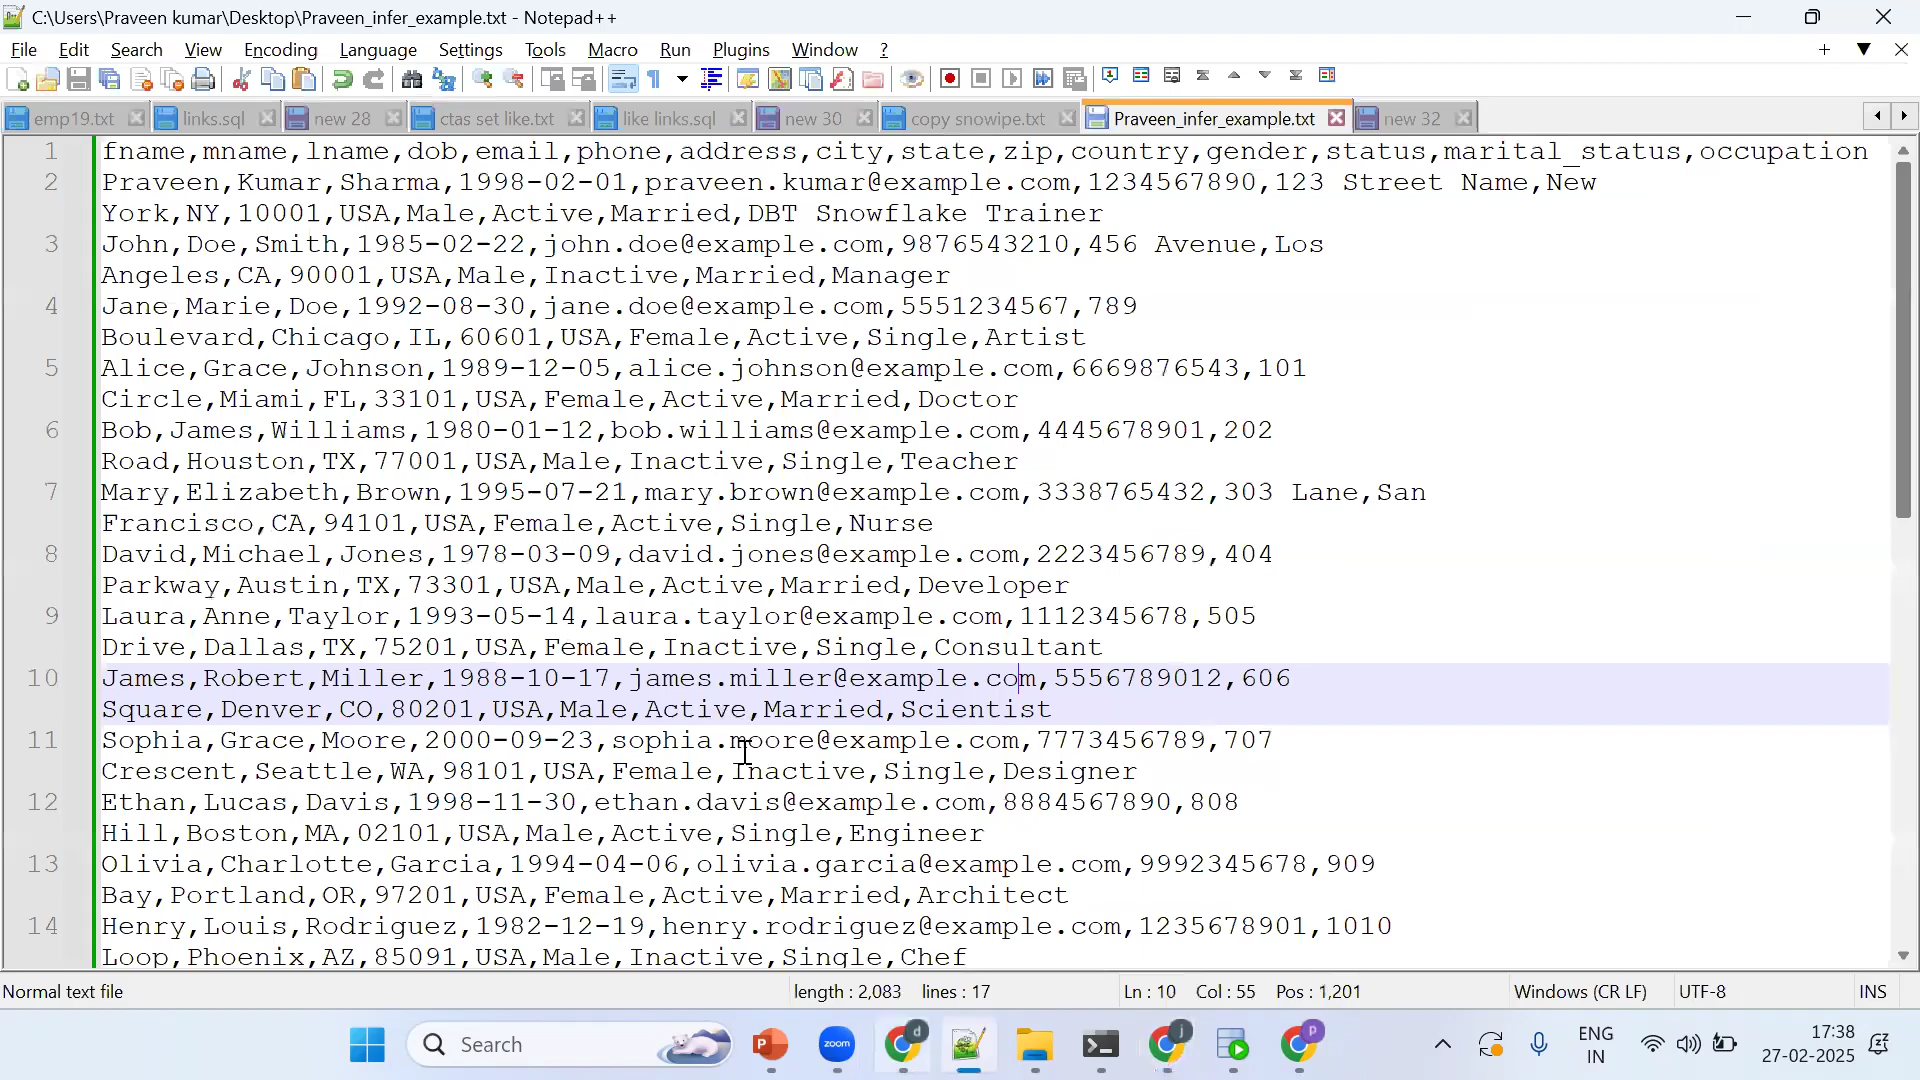 C:\Users\Praveen kumar\Desktop\Praveen_infer_example.txt - Notepad++
File Edit Search View Encoding Language Settings Tools Macro Run Plugins Window ?
emp19.txt links.sql new 28 ctas set like.txt like links.sql new 30 copy snowipe.txt Praveen_infer_example.txt new 32
1 fname,mname,lname,dob,email,phone,address,city,state,zip,country,gender,status,marital_status,occupation
2 Praveen,Kumar,Sharma,1998-02-01,praveen.kumar@example.com,1234567890,123 Street Name,New
York,NY,10001,USA,Male,Active,Married,DBT Snowflake Trainer
3 John,Doe,Smith,1985-02-22,john.doe@example.com,9876543210,456 Avenue,Los
Angeles,CA,90001,USA,Male,Inactive,Married,Manager
4 Jane,Marie,Doe,1992-08-30,jane.doe@example.com,5551234567,789
Boulevard,Chicago,IL,60601,USA,Female,Active,Single,Artist
5 Alice,Grace,Johnson,1989-12-05,alice.johnson@example.com,6669876543,101
Circle,Miami,FL,33101,USA,Female,Active,Married,Doctor
6 Bob,James,Williams,1980-01-12,bob.williams@example.com,4445678901,202
Road,Houston,TX,77001,USA,Male,Inactive,Single,Teacher
7 Mary,Elizabeth,Brown,1995-07-21,mary.brown@example.com,3338765432,303 Lane,San
Francisco,CA,94101,USA,Female,Active,Single,Nurse
8 David,Michael,Jones,1978-03-09,david.jones@example.com,2223456789,404
Parkway,Austin,TX,73301,USA,Male,Active,Married,Developer
9 Laura,Anne,Taylor,1993-05-14,laura.taylor@example.com,1112345678,505
Drive,Dallas,TX,75201,USA,Female,Inactive,Single,Consultant
10 James,Robert,Miller,1988-10-17,james.miller@example.com,5556789012,606
Square,Denver,CO,80201,USA,Male,Active,Married,Scientist
11 Sophia,Grace,Moore,2000-09-23,sophia.moore@example.com,7773456789,707
Crescent,Seattle,WA,98101,USA,Female,Inactive,Single,Designer
12 Ethan,Lucas,Davis,1998-11-30,ethan.davis@example.com,8884567890,808
Hill,Boston,MA,02101,USA,Male,Active,Single,Engineer
13 Olivia,Charlotte,Garcia,1994-04-06,olivia.garcia@example.com,9992345678,909
Bay,Portland,OR,97201,USA,Female,Active,Married,Architect
14 Henry,Louis,Rodriguez,1982-12-19,henry.rodriguez@example.com,1235678901,1010
Loop,Phoenix,AZ,85091,USA,Male,Inactive,Single,Chef
Normal text file length : 2,083 lines : 17 Ln : 10 Col : 55 Pos : 1,201 Windows (CR LF) UTF-8 INS
Search zoom d j p ENG 17:38
IN 27-02-2025